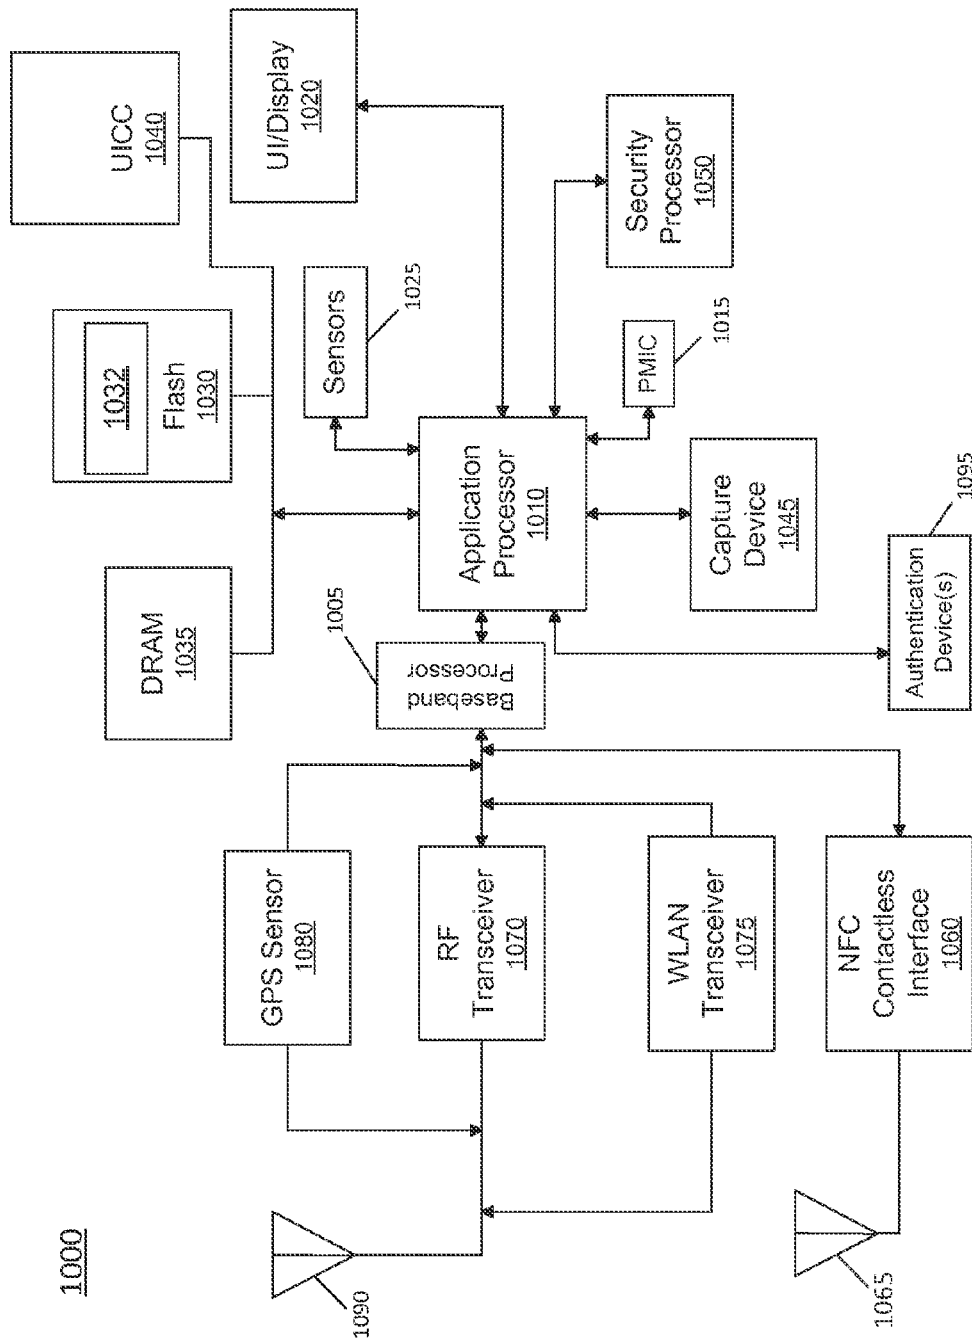 1000
1090
1065
GPS Sensor
1080
RF
Transceiver
1070
WLAN
Transceiver
1075
NFC
Contactless
Interface
1060
DRAM
1035
1005
Baseband
Processor
Application
Processor
1010
Capture
Device
1045
Authentication
Device(s)
1095
1032
Flash
1030
Sensors
1025
PMIC
1015
UICC
1040
UI/Display
1020
Security
Processor
1050